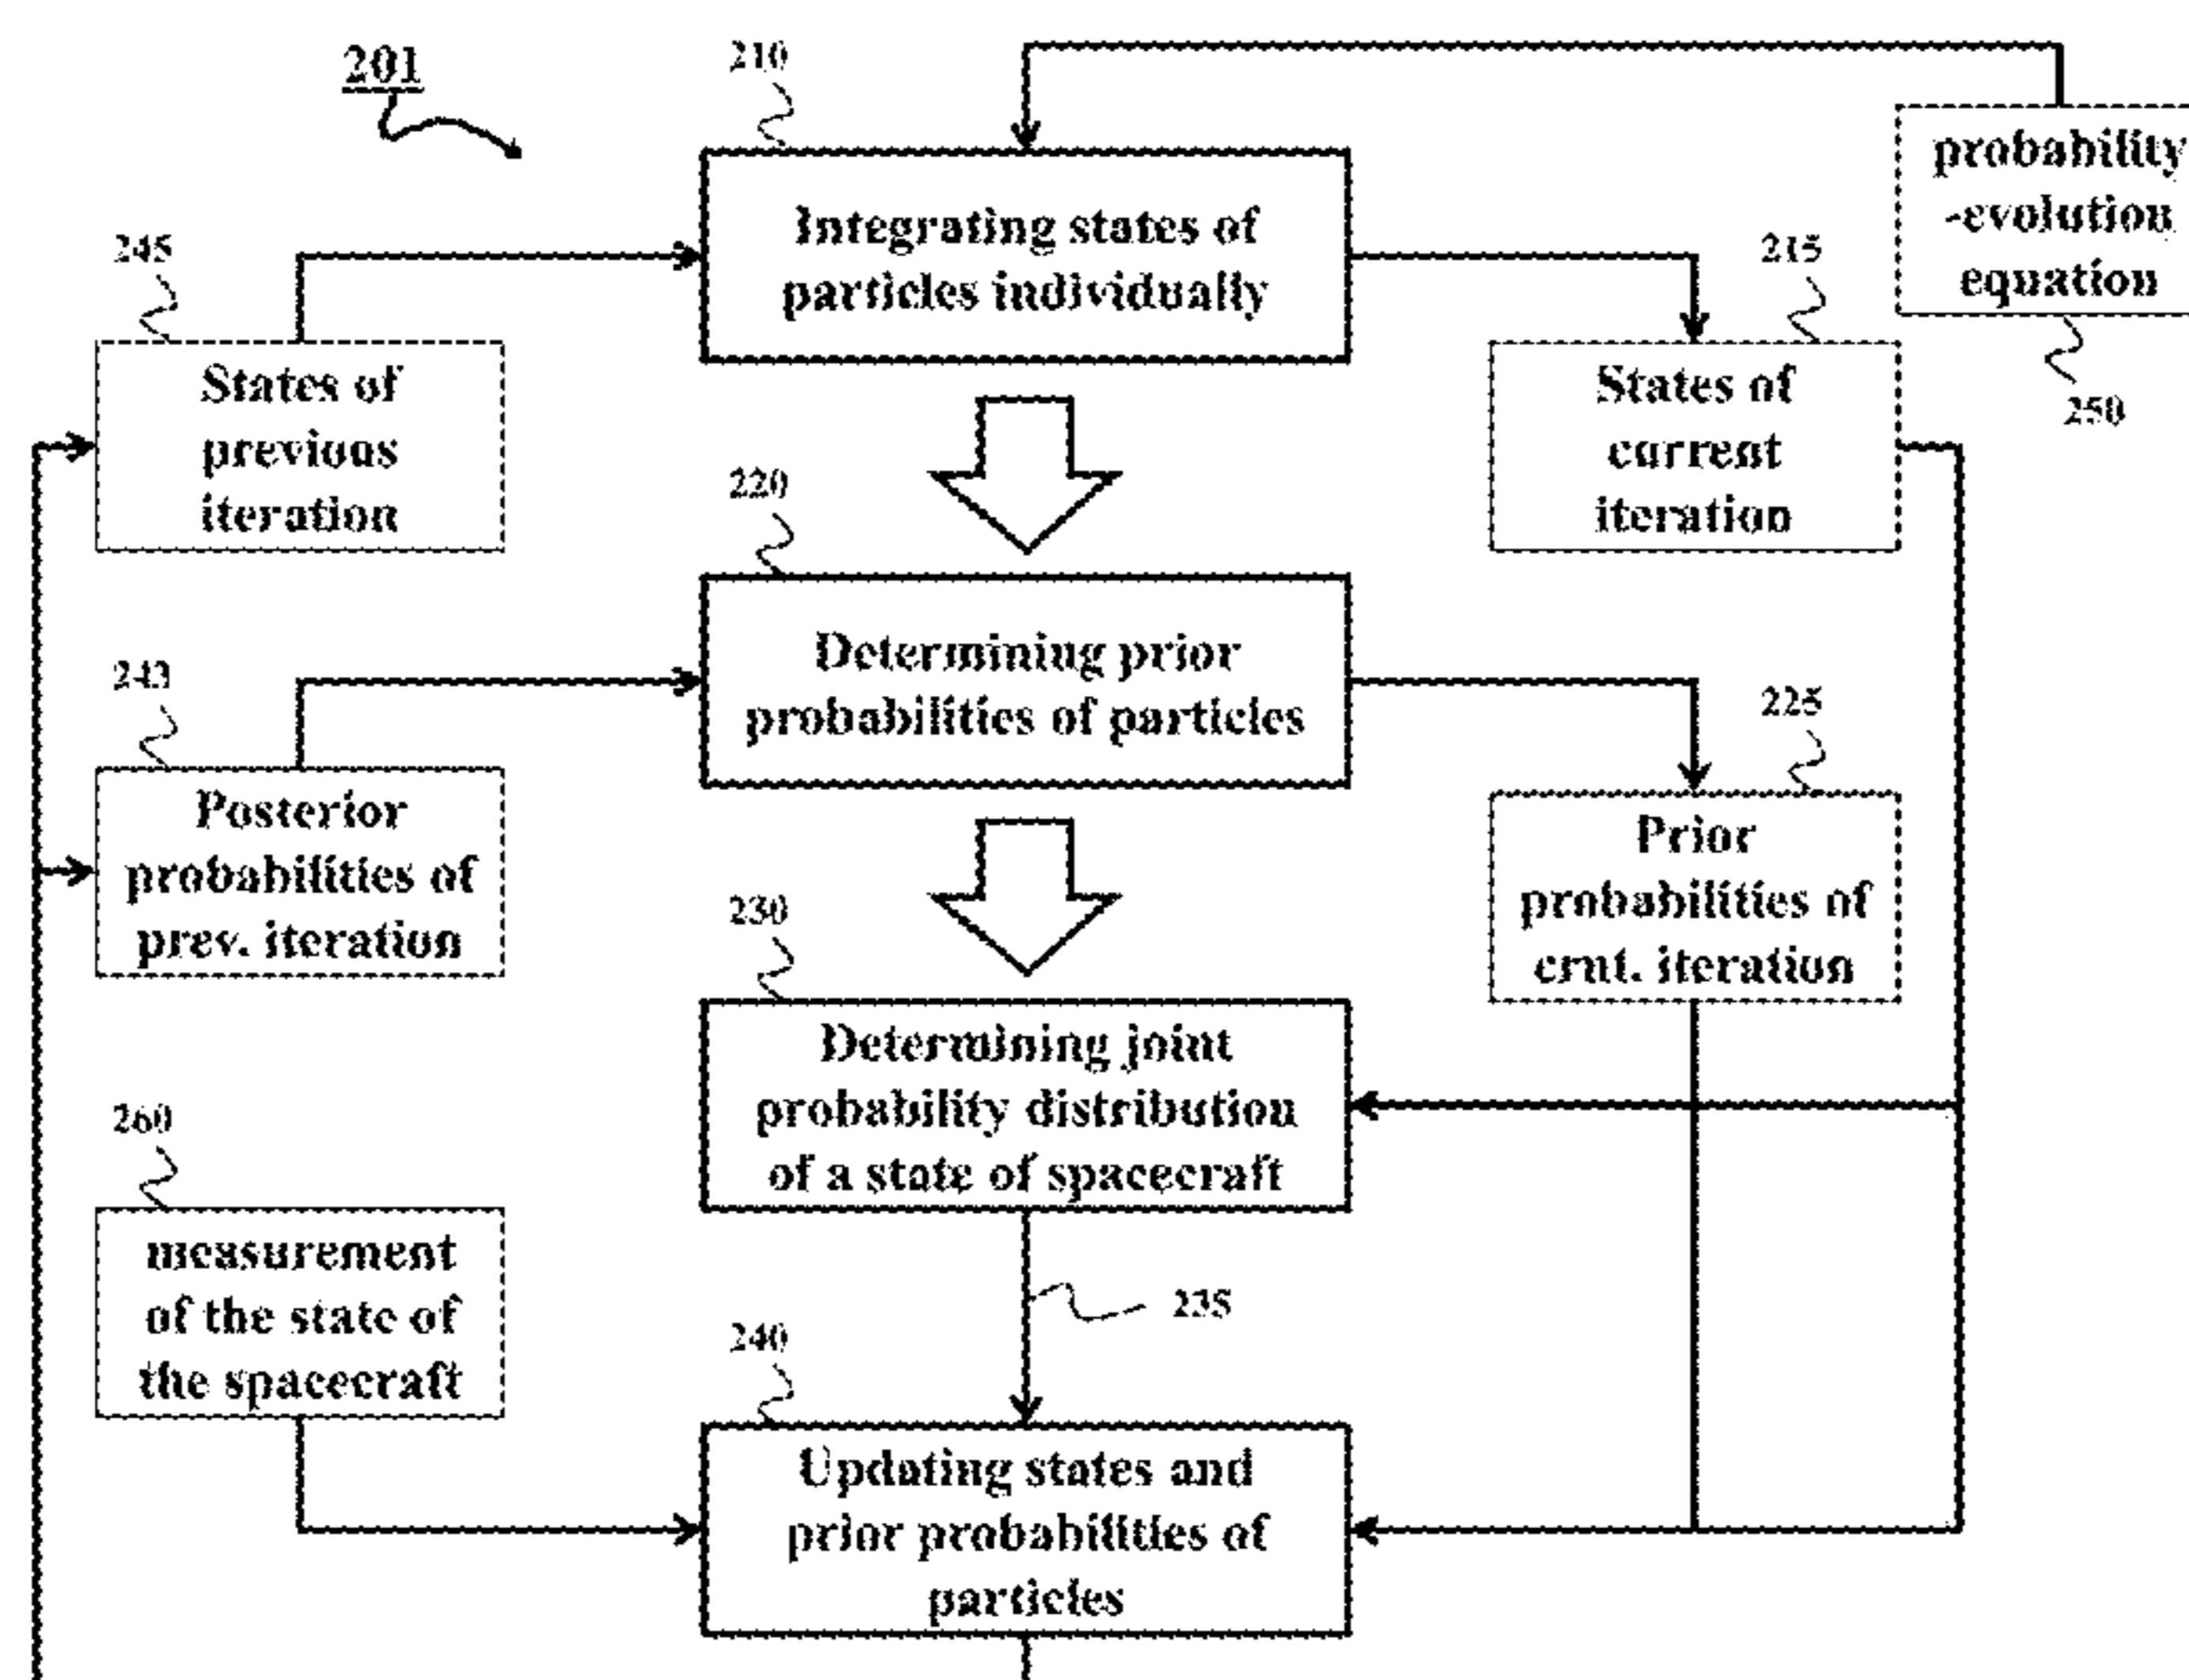 201
210
probability
-evolution
equation
250
Integrating states of
particles individually
245
States of
previous
iteration
215
States of
current
iteration
220
Determining prior
probabilities of particles
243
Posterior
probabilities of
prev. iteration
225
Prior
probabilities of
crnt. iteration
230
Determining joint
probability distribution
of a state of spacecraft
260
measurement
of the state of
the spacecraft
235
240
Updating states and
prior probabilities of
particles